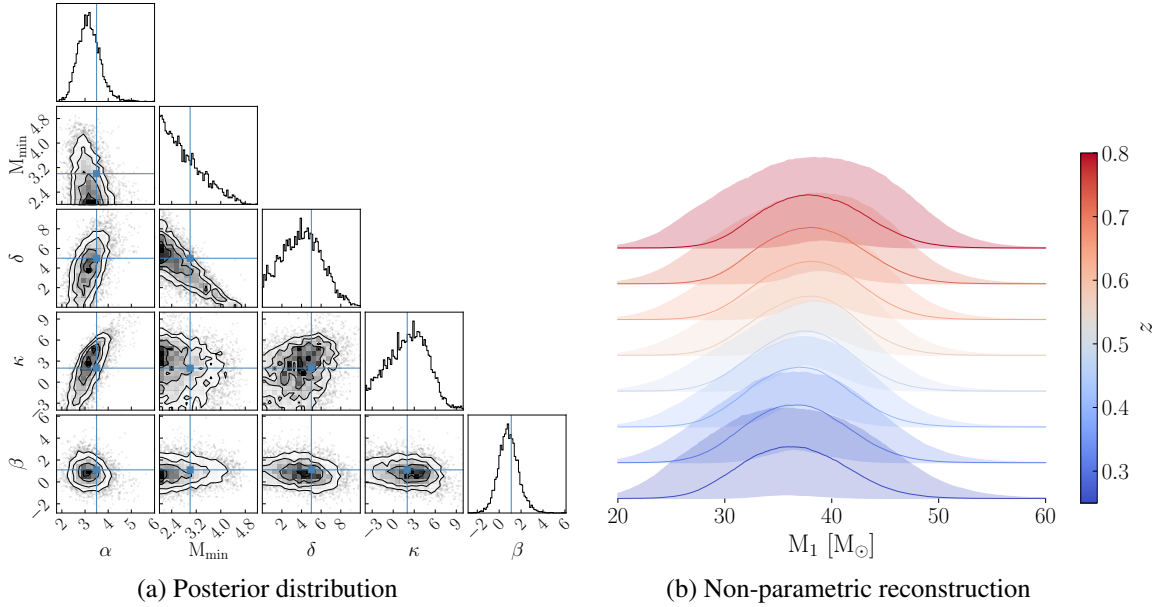 4.8
4.0
3.2
2.4
M_min
8
6
4
2
δ
9
6
3
0
−3
κ
6
4
2
0
−2
β
2 3 4 5 6
α
2.4 3.2 4.0 4.8
M_min
2 4 6 8
δ
−3 0 3 6 9
κ
−2 0 2 4 6
β
(a) Posterior distribution
0.8
0.7
0.6
0.5
0.4
0.3
z
20 30 40 50 60
M₁ [M⊙]
(b) Non-parametric reconstruction